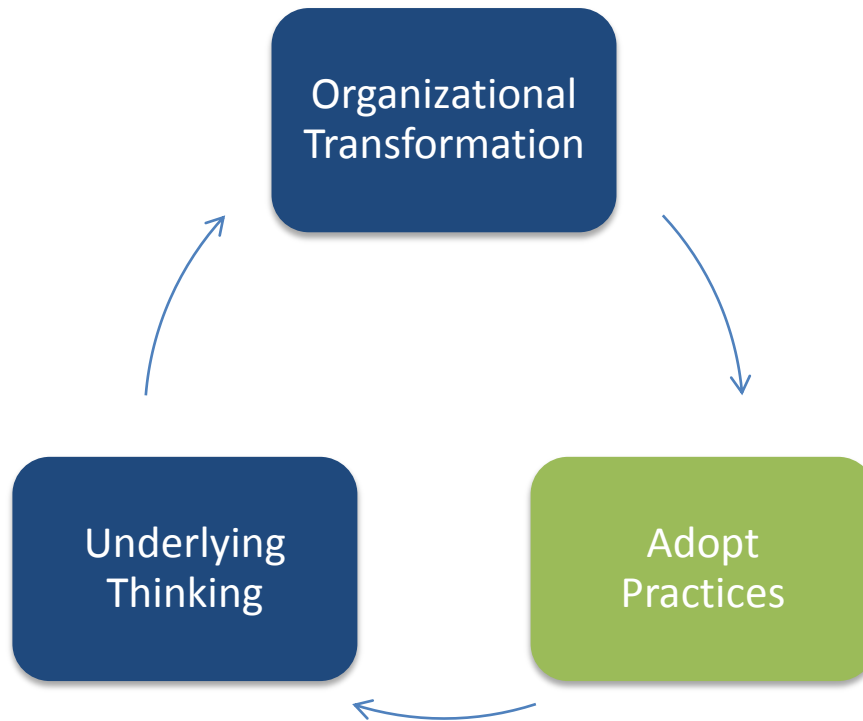 Organizational
Transformation
Underlying
Thinking
Adopt
Practices